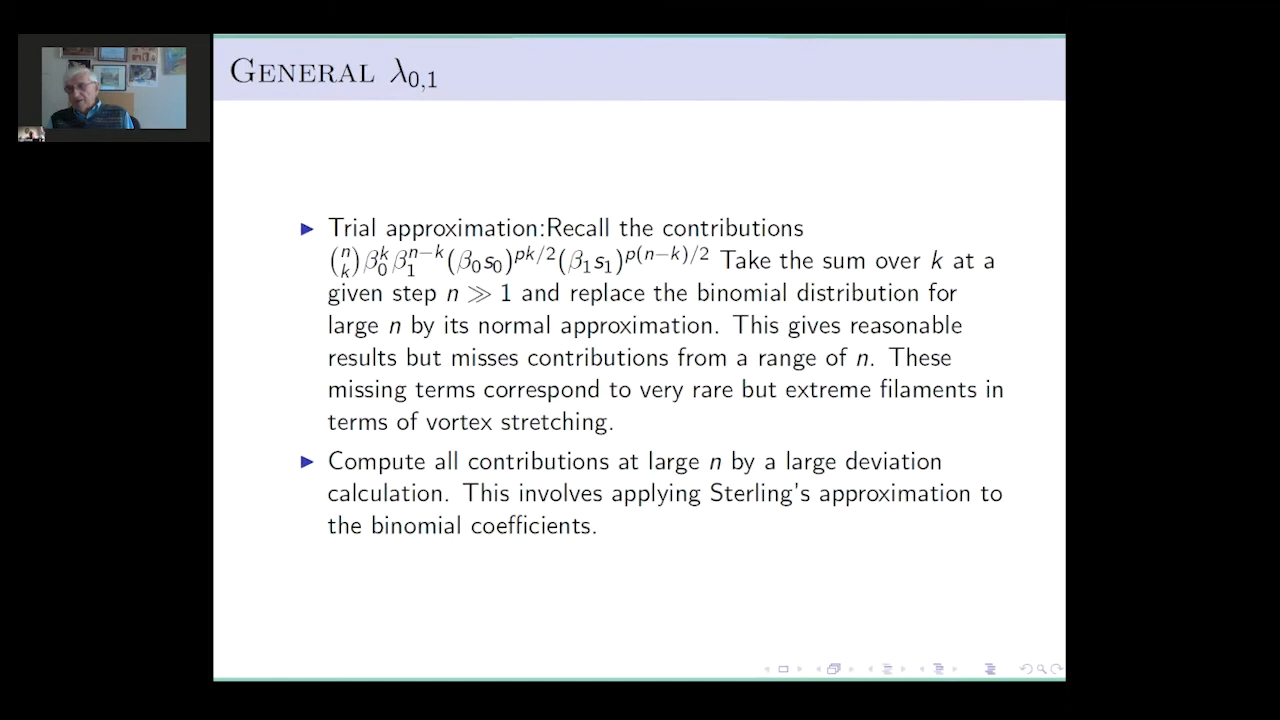 General λ₀,₁
▶ Trial approximation:Recall the contributions
(n k) β₀ᵏ β₁ⁿ⁻ᵏ (β₀s₀)^{pk/2} (β₁s₁)^{p(n−k)/2} Take the sum over k at a
given step n ≫ 1 and replace the binomial distribution for
large n by its normal approximation. This gives reasonable
results but misses contributions from a range of n. These
missing terms correspond to very rare but extreme filaments in
terms of vortex stretching.
▶ Compute all contributions at large n by a large deviation
calculation. This involves applying Sterling's approximation to
the binomial coefficients.